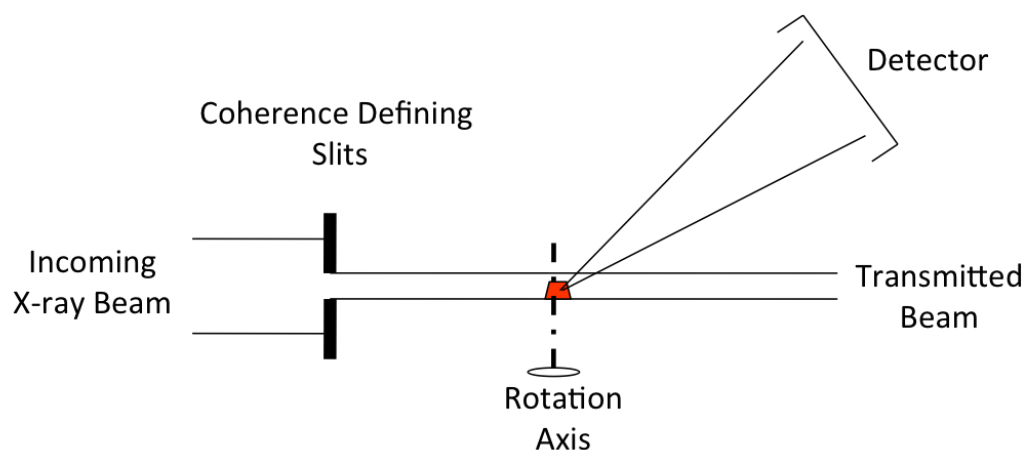 Detector
Coherence Defining
Slits
Incoming
X-ray Beam
Transmitted
Beam
Rotation
Axis